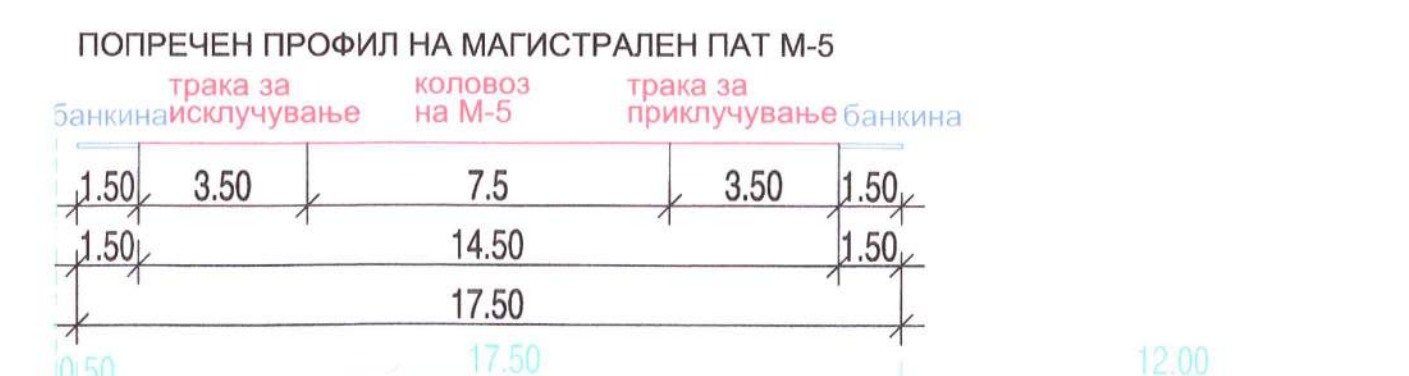 ПОПРЕЧЕН ПРОФИЛ НА МАГИСТРАЛЕН ПАТ М-5
трака за коловоз трака за
банкина исклучување на М-5 приклучување банкина
1.50 3.50 7.5 3.50 1.50
1.50 14.50 1.50
17.50
0.50 17.50 12.00